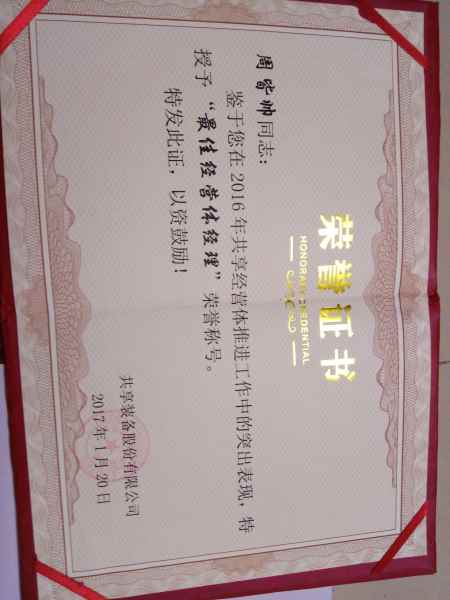 荣誉证书
HONORARY CREDENTIAL
周皆帅同志：
鉴于您在2016年共享经营体推进工作中的突出表现，特
授予“最佳经营体经理”荣誉称号。
特发此证，以资鼓励！
共享装备股份有限公司
2017年1月20日